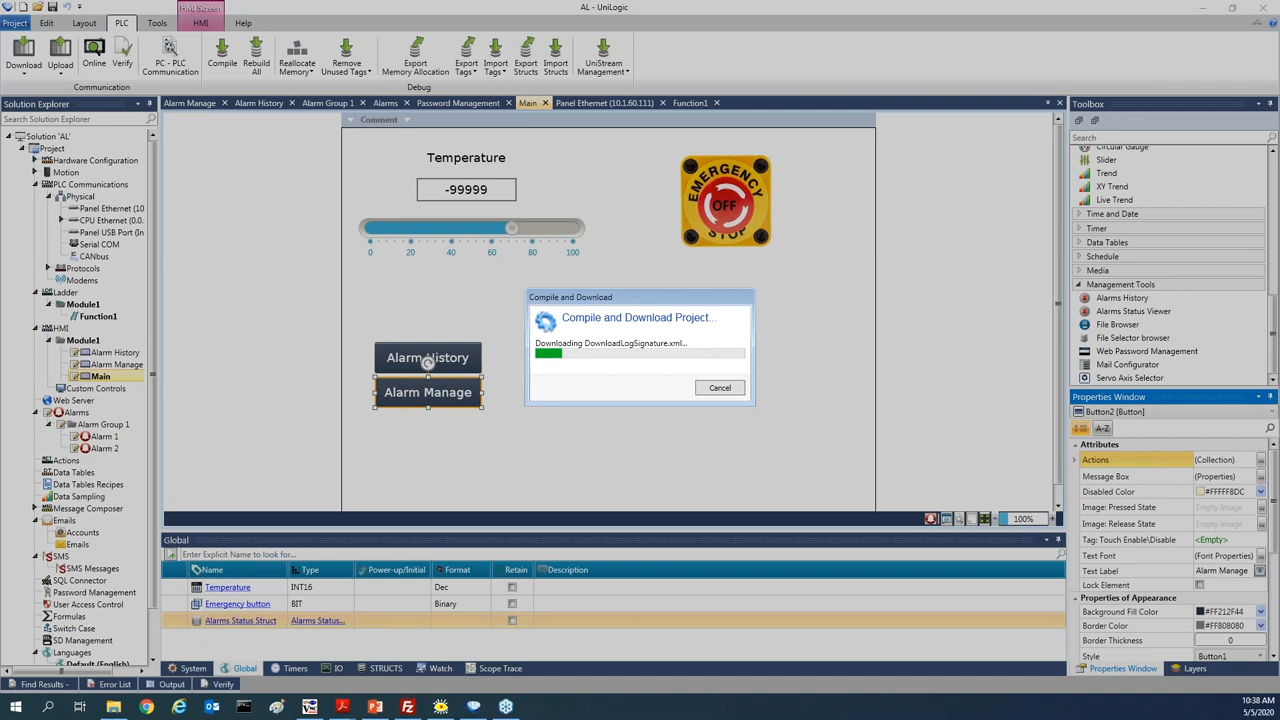 AL - UniLogic
HMI Screen
Project
Edit
Layout
PLC
Tools
HMI
Help
Download
Upload
Online
Verify
PC - PLC
Communication
Compile
Rebuild
All
Reallocate
Memory
Remove
Unused Tags
Export
Memory Allocation
Export
Tags
Import
Tags
Export
Structs
Import
Structs
UniStream
Management
Communication
Debug
Solution Explorer
Search Solution Explorer
Solution 'AL'
Project
Hardware Configuration
Motion
PLC Communications
Physical
Panel Ethernet (10
CPU Ethernet (0.0.
Panel USB Port (In
Serial COM
CANbus
Protocols
Modems
Ladder
Module1
Function1
HMI
Module1
Alarm History
Alarm Manage
Main
Custom Controls
Web Server
Alarms
Alarm Group 1
Alarm 1
Alarm 2
Actions
Data Tables
Data Tables Recipes
Data Sampling
Message Composer
Emails
Accounts
Emails
SMS
SMS Messages
SQL Connector
Password Management
User Access Control
Formulas
Switch Case
SD Management
Languages
Default (English)
Alarm Manage
Alarm History
Alarm Group 1
Alarms
Password Management
Main
Panel Ethernet (10.1.60.111)
Function1
Comment
Temperature
-99999
0 20 40 60 80 100
EMERGENCY
OFF
STOP
Alarm History
Alarm Manage
Compile and Download
Compile and Download Project...
Downloading DownloadLogSignature.xml...
Cancel
100%
Global
Enter Explicit Name to look for...
Name Type Power-up/Initial Format Retain Description
Temperature INT16 Dec
Emergency button BIT Binary
Alarms Status Struct Alarms Status...
System
Global
Timers
IO
STRUCTS
Watch
Scope Trace
Toolbox
Search
Circular Gauge
Slider
Trend
XY Trend
Live Trend
Time and Date
Timer
Data Tables
Schedule
Media
Management Tools
Alarms History
Alarms Status Viewer
File Browser
File Selector browser
Web Password Management
Mail Configurator
Servo Axis Selector
Properties Window
Button2 [Button]
A-Z
Attributes
Actions (Collection)
Message Box (Properties)
Disabled Color #FFFFF8DC
Image: Pressed State Empty Image
Image: Release State Empty Image
Tag: Touch Enable\Disable <Empty>
Text Font (Font Properties)
Text Label Alarm Manage
Lock Element
Properties of Appearance
Background Fill Color #FF212F44
Border Color #FF808080
Border Thickness 0
Style Button1
Properties Window
Layers
Find Results -
Error List
Output
Verify
10:38 AM
5/5/2020